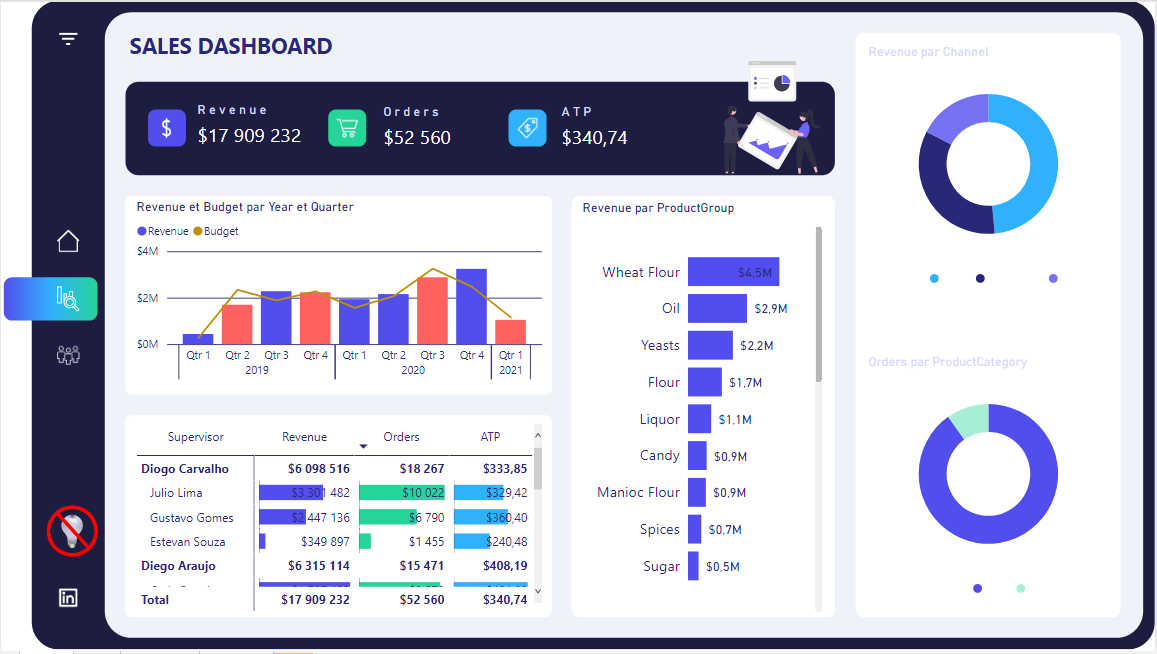 SALES DASHBOARD
Revenue
$17 909 232
Orders
$52 560
ATP
$340,74
Revenue et Budget par Year et Quarter
Revenue Budget
$4M
$2M
$0M
Qtr 1 Qtr 2 Qtr 3 Qtr 4 Qtr 1 Qtr 2 Qtr 3 Qtr 4 Qtr 1
2019 2020 2021
Supervisor Revenue Orders ATP
Diogo Carvalho $6 098 516 $18 267 $333,85
Julio Lima $3 301 482 $10 022 $329,42
Gustavo Gomes $2 447 136 $6 790 $360,40
Estevan Souza $349 897 $1 455 $240,48
Diego Araujo $6 315 114 $15 471 $408,19
Total $17 909 232 $52 560 $340,74
Revenue par ProductGroup
Wheat Flour $4,5M
Oil $2,9M
Yeasts $2,2M
Flour $1,7M
Liquor $1,1M
Candy $0,9M
Manioc Flour $0,9M
Spices $0,7M
Sugar $0,5M
Revenue par Channel
Orders par ProductCategory
in